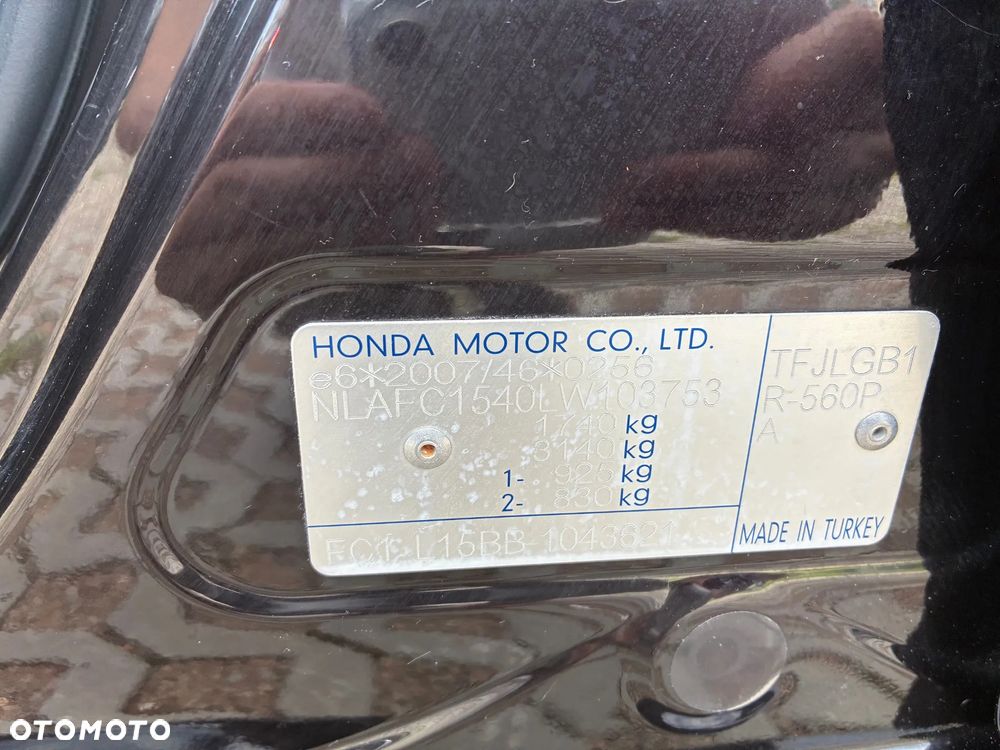 HONDA MOTOR CO., LTD.
e6*2007/46*0256
NLAFC1540LW103753
1740 kg
3140 kg
1- 925 kg
2- 830 kg
FC1 L15BB 1043621
TFJLGB1
R-560P
A
MADE IN TURKEY
OTOMOTO